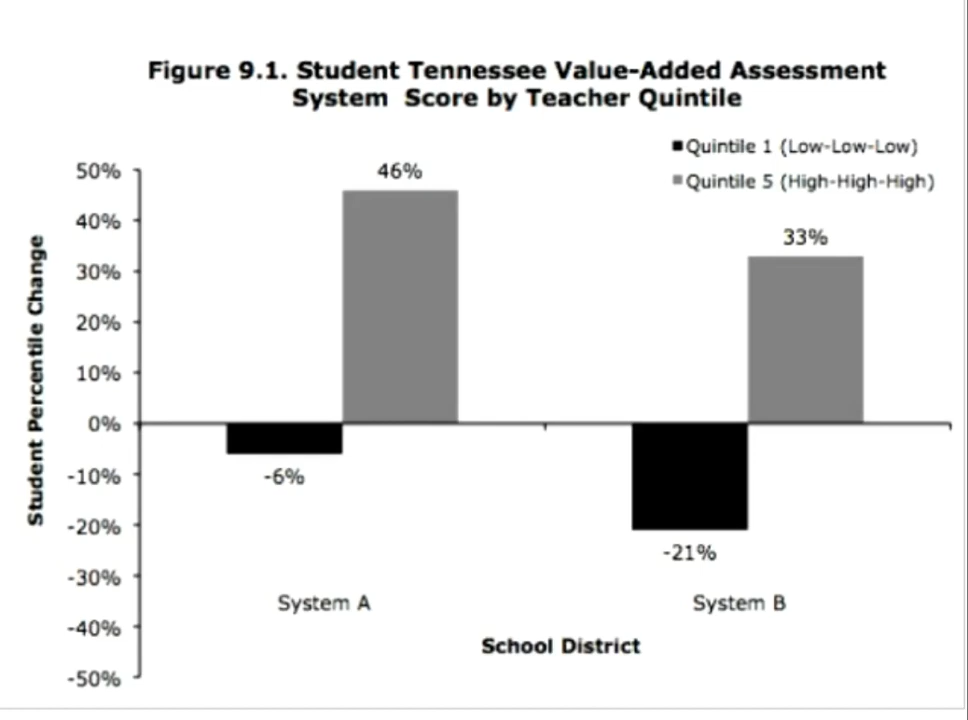 Figure 9.1. Student Tennessee Value-Added Assessment
System Score by Teacher Quintile
Quintile 1 (Low-Low-Low)
Quintile 5 (High-High-High)
Student Percentile Change
50%
40%
30%
20%
10%
0%
-10%
-20%
-30%
-40%
-50%
46%
33%
-6%
-21%
System A
System B
School District